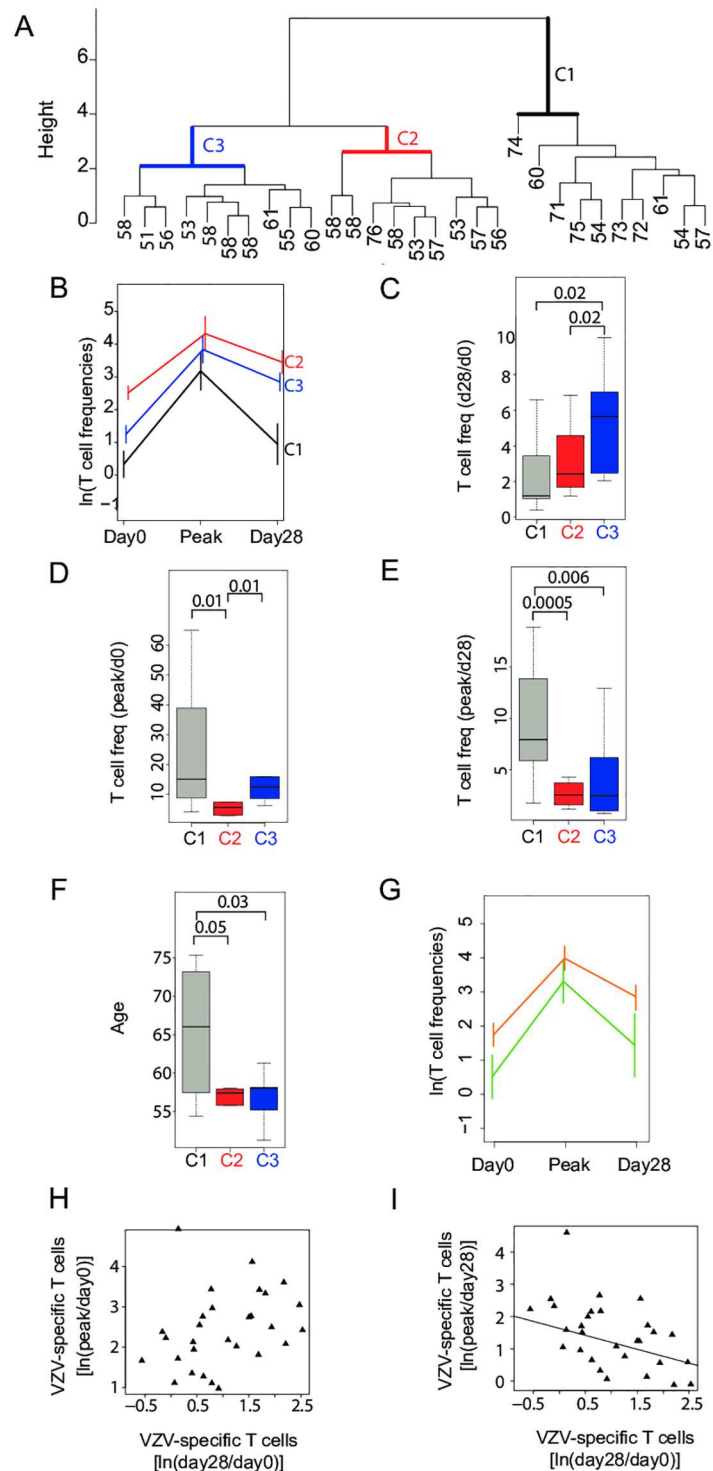 A
Height
0 2 4 6
C1
C3
C2
74
60
71
75
54
73
72
61
54
57
58
51
56
53
58
58
58
61
55
60
58
58
76
58
53
57
53
57
56
B
ln(T cell frequencies)
5
4
3
2
1
0
−1
C2
C3
C1
Day0 Peak Day28
C
T cell freq (d28/d0)
0.02
0.02
10
8
6
4
2
0
C1 C2 C3
D
T cell freq (peak/d0)
0.01
0.01
60
50
40
30
20
10
C1 C2 C3
E
T cell freq (peak/d28)
0.006
0.0005
15
10
5
C1 C2 C3
F
Age
0.03
0.05
75
70
65
60
55
C1 C2 C3
G
ln(T cell frequencies)
5
4
3
2
1
0
−1
Day0 Peak Day28
H
VZV-specific T cells
[ln(peak/day0)]
4
3
2
1
−0.5 0.5 1.5 2.5
VZV-specific T cells
[ln(day28/day0)]
I
VZV-specific T cells
[ln(peak/day28)]
4
3
2
1
0
−0.5 0.5 1.5 2.5
VZV-specific T cells
[ln(day28/day0)]